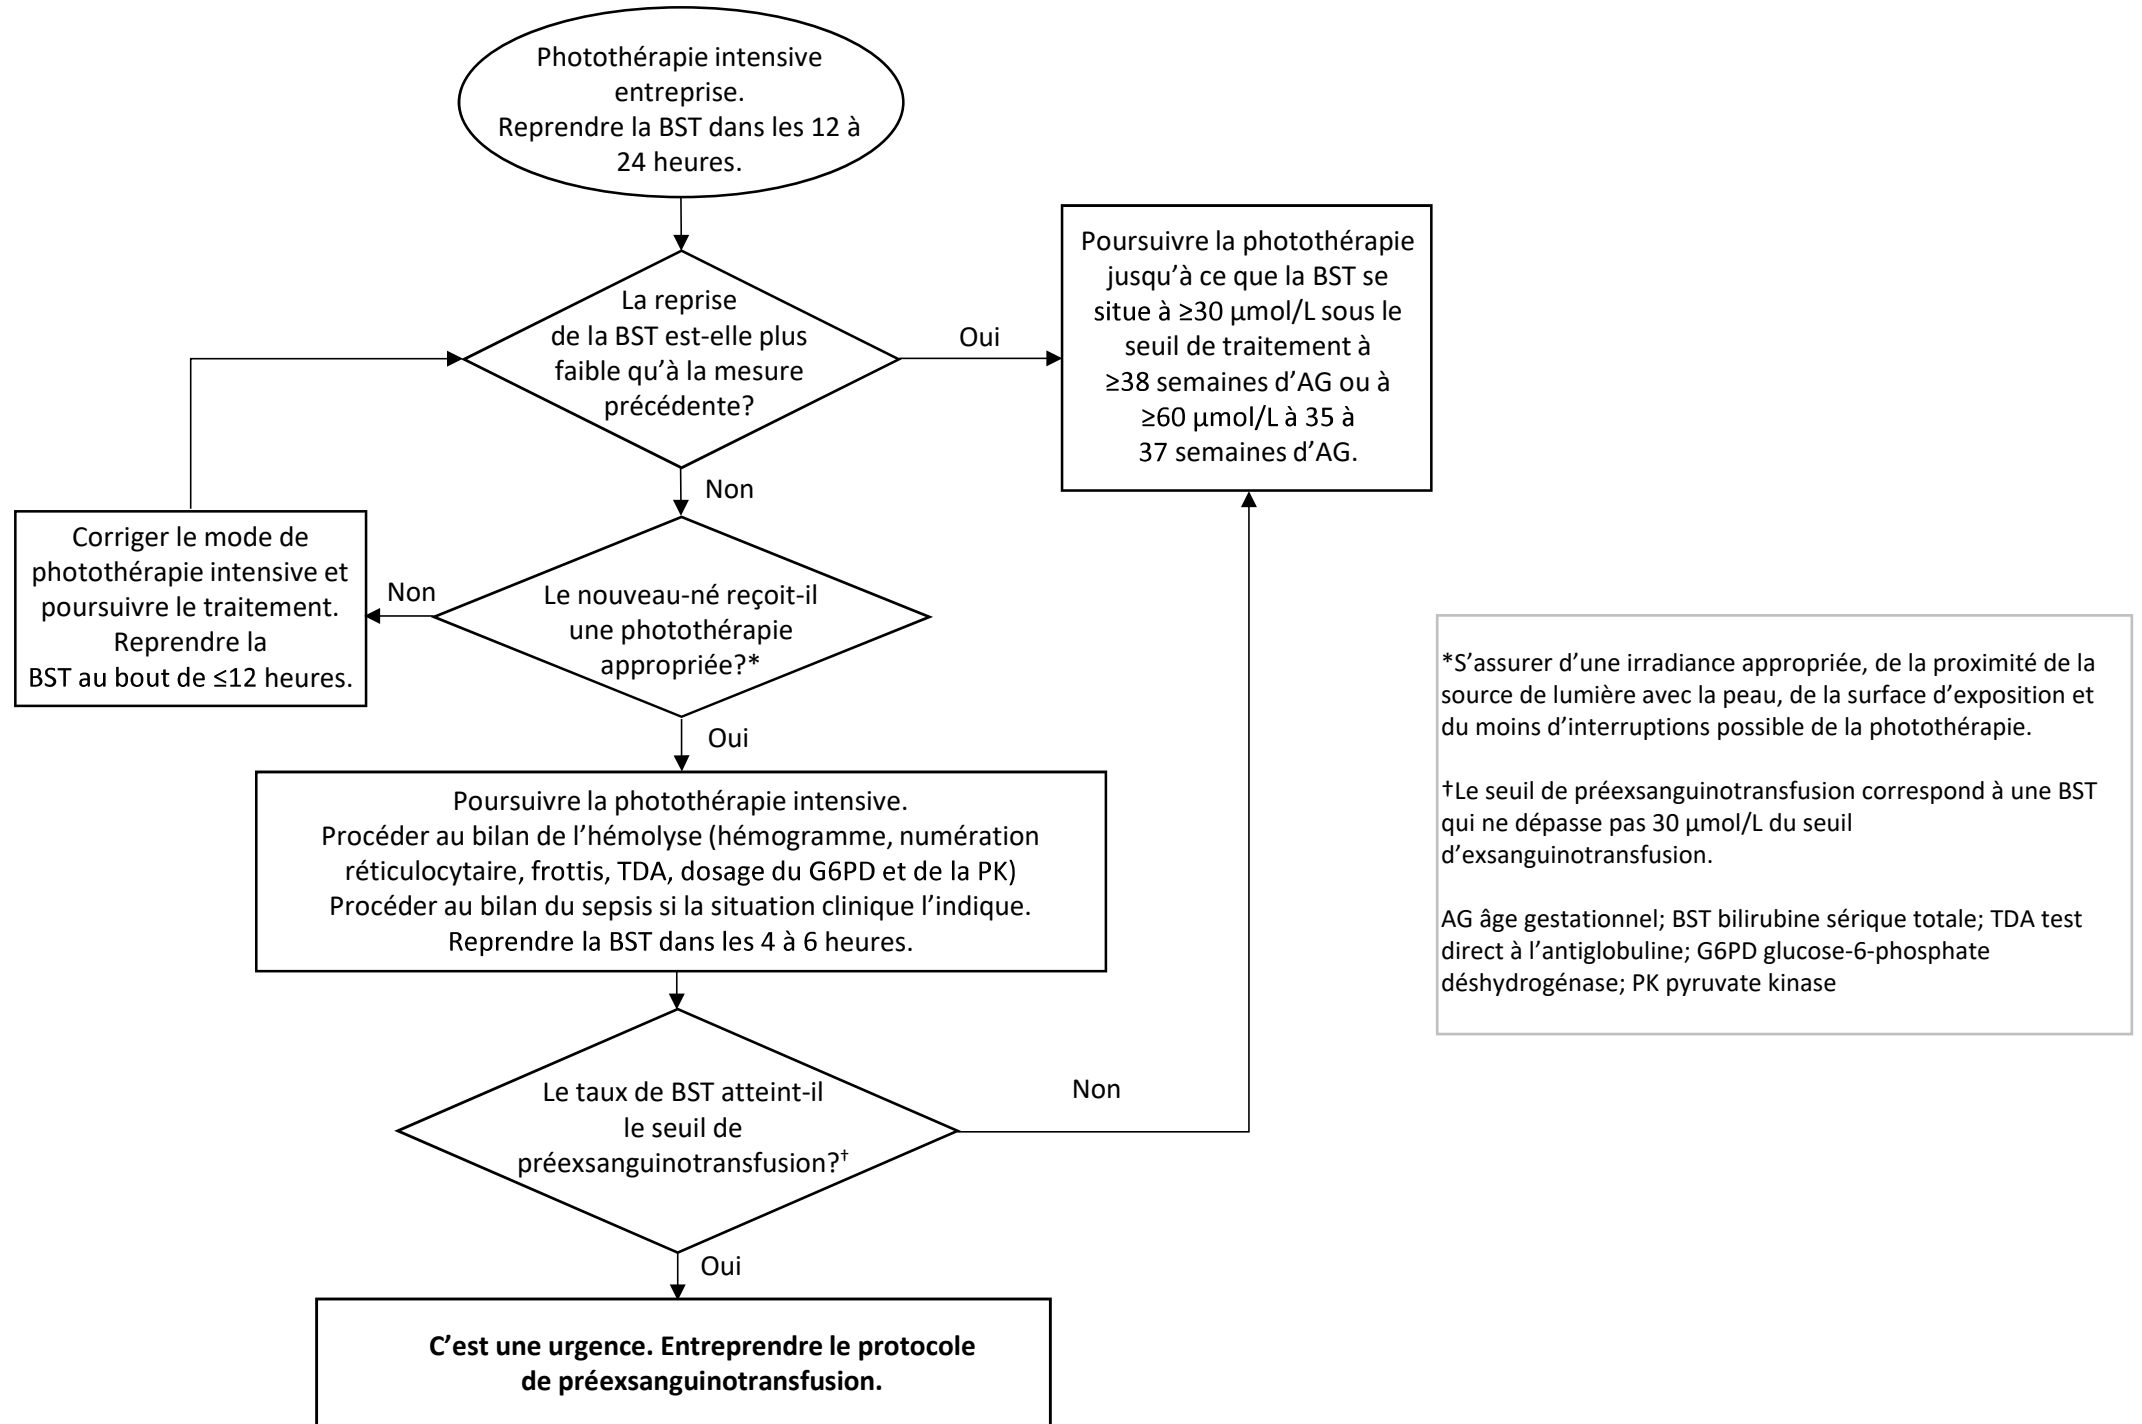 Photothérapie intensive
entreprise.
Reprendre la BST dans les 12 à
24 heures.
La reprise
de la BST est-elle plus
faible qu’à la mesure
précédente?
Oui
Poursuivre la photothérapie
jusqu’à ce que la BST se
situe à ≥30 µmol/L sous le
seuil de traitement à
≥38 semaines d’AG ou à
≥60 µmol/L à 35 à
37 semaines d’AG.
Non
Le nouveau-né reçoit-il
une photothérapie
appropriée?*
Non
Corriger le mode de
photothérapie intensive et
poursuivre le traitement.
Reprendre la
BST au bout de ≤12 heures.
Oui
Poursuivre la photothérapie intensive.
Procéder au bilan de l’hémolyse (hémogramme, numération
réticulocytaire, frottis, TDA, dosage du G6PD et de la PK)
Procéder au bilan du sepsis si la situation clinique l’indique.
Reprendre la BST dans les 4 à 6 heures.
Le taux de BST atteint-il
le seuil de
préexsanguinotransfusion?†
Non
Oui
C’est une urgence. Entreprendre le protocole
de préexsanguinotransfusion.
*S’assurer d’une irradiance appropriée, de la proximité de la
source de lumière avec la peau, de la surface d’exposition et
du moins d’interruptions possible de la photothérapie.
†Le seuil de préexsanguinotransfusion correspond à une BST
qui ne dépasse pas 30 µmol/L du seuil
d’exsanguinotransfusion.
AG âge gestationnel; BST bilirubine sérique totale; TDA test
direct à l’antiglobuline; G6PD glucose-6-phosphate
déshydrogénase; PK pyruvate kinase